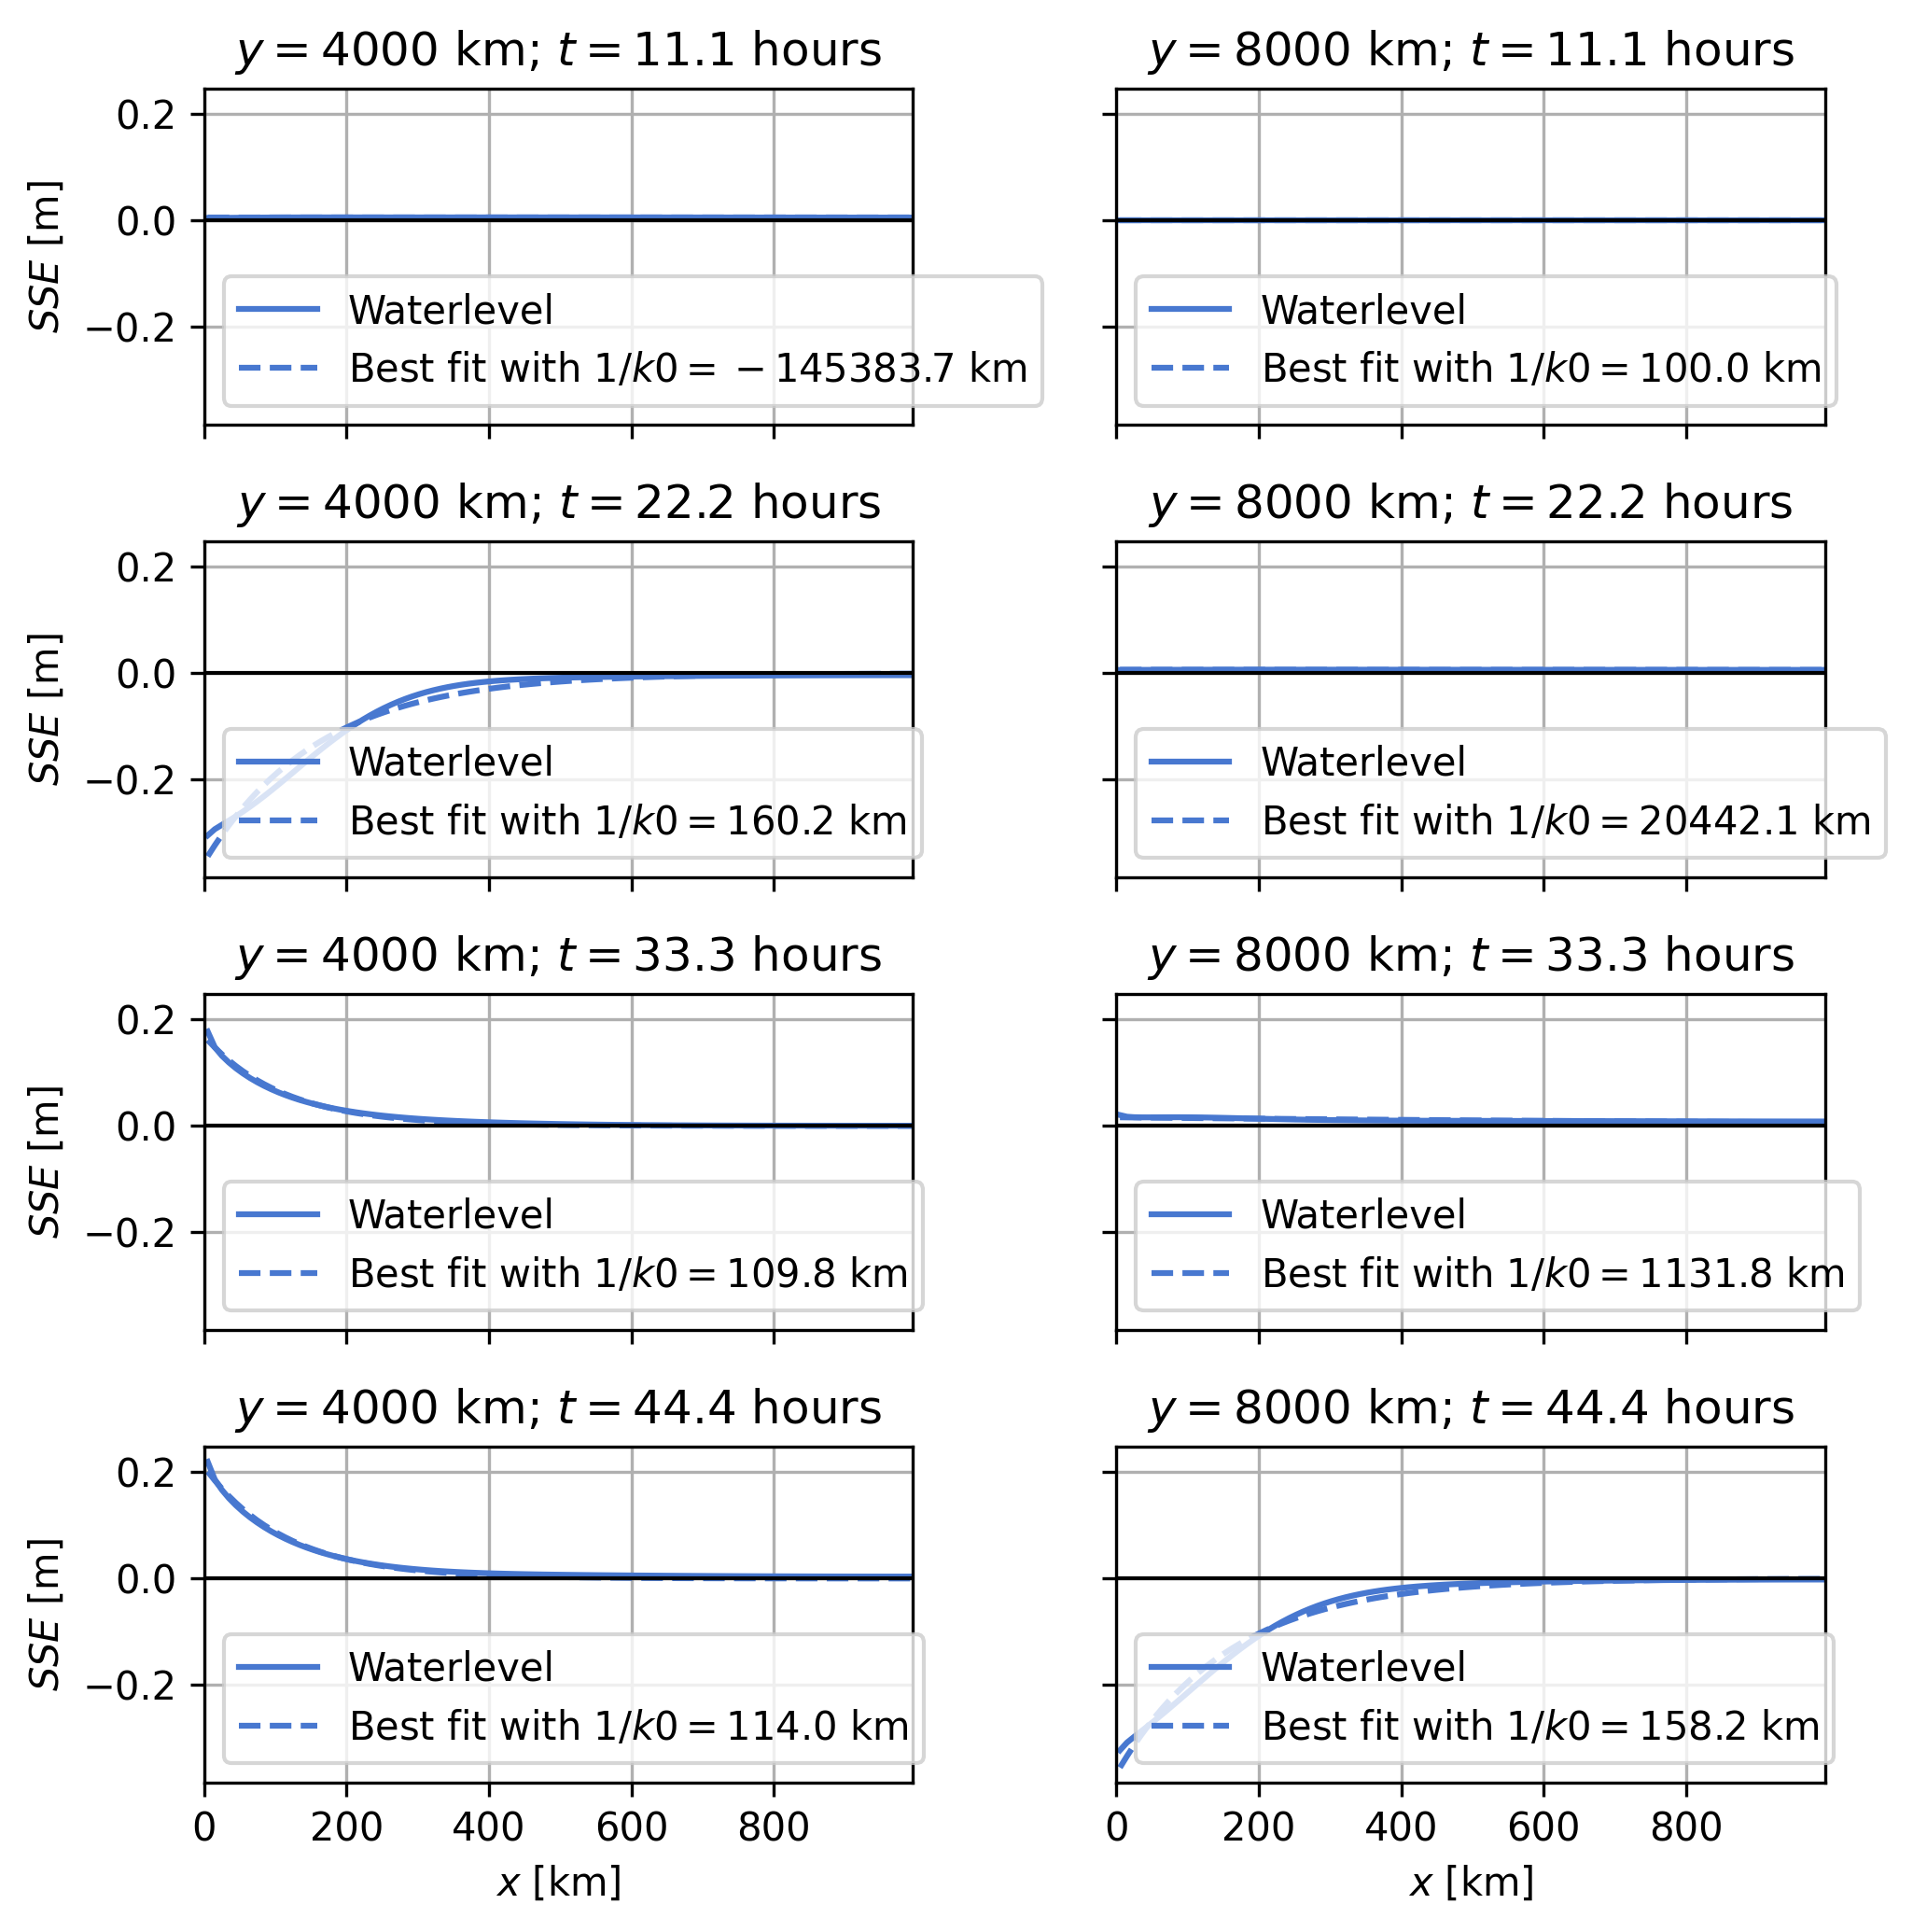 y = 4000 km; t = 11.1 hours
y = 8000 km; t = 11.1 hours
0.2
0.0
−0.2
SSE [m]
Waterlevel
Best fit with 1/k0 = −145383.7 km
Waterlevel
Best fit with 1/k0 = 100.0 km
y = 4000 km; t = 22.2 hours
y = 8000 km; t = 22.2 hours
0.2
0.0
−0.2
SSE [m]
Waterlevel
Best fit with 1/k0 = 160.2 km
Waterlevel
Best fit with 1/k0 = 20442.1 km
y = 4000 km; t = 33.3 hours
y = 8000 km; t = 33.3 hours
0.2
0.0
−0.2
SSE [m]
Waterlevel
Best fit with 1/k0 = 109.8 km
Waterlevel
Best fit with 1/k0 = 1131.8 km
y = 4000 km; t = 44.4 hours
y = 8000 km; t = 44.4 hours
0.2
0.0
−0.2
SSE [m]
Waterlevel
Best fit with 1/k0 = 114.0 km
Waterlevel
Best fit with 1/k0 = 158.2 km
0 200 400 600 800
0 200 400 600 800
x [km]
x [km]